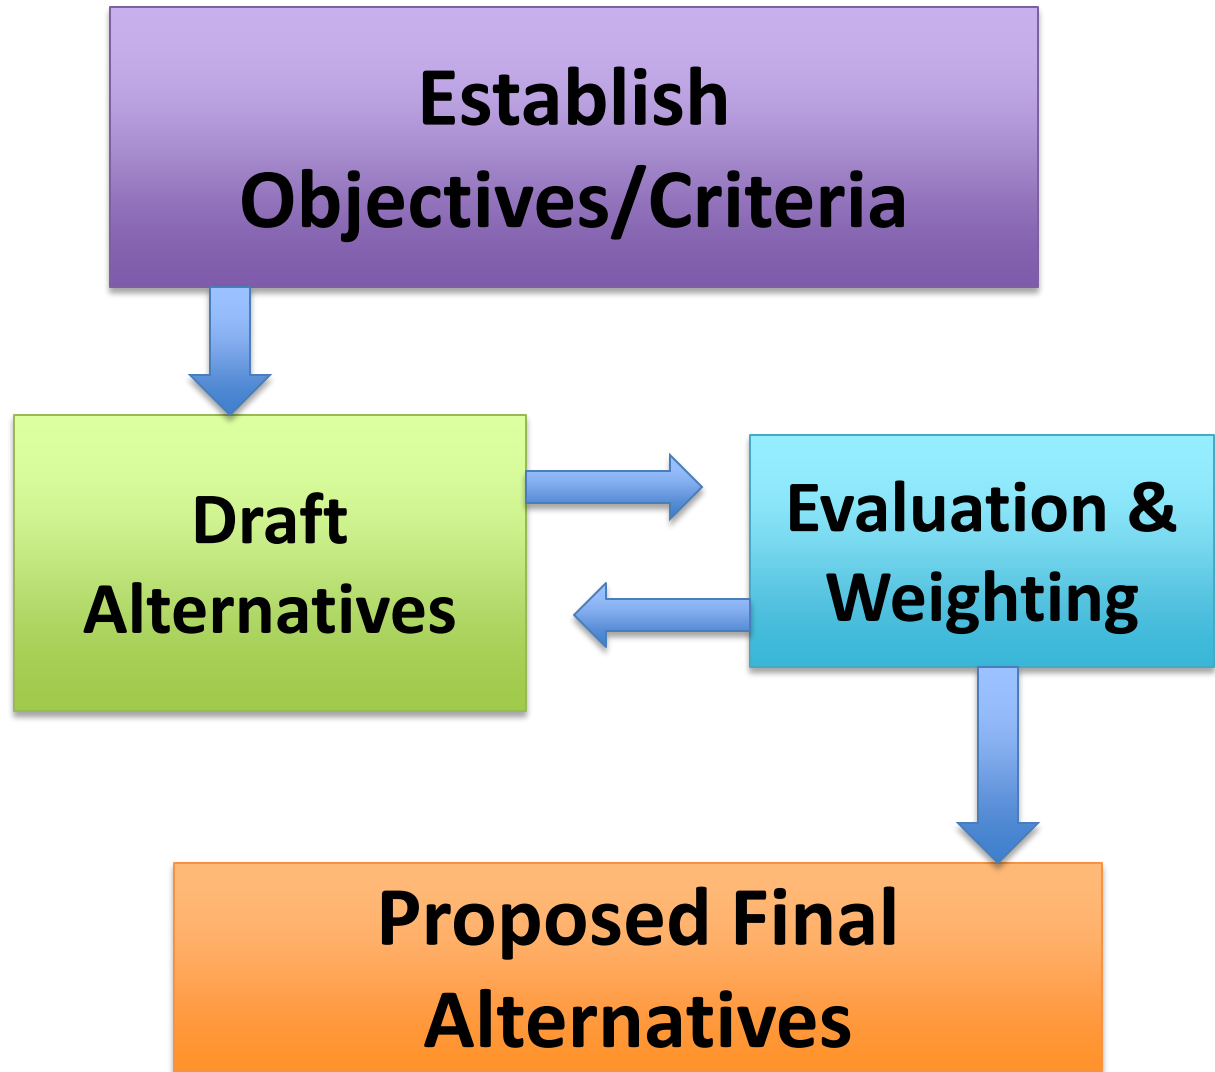 Establish
Objectives/Criteria
Draft
Alternatives
Evaluation &
Weighting
Proposed Final
Alternatives